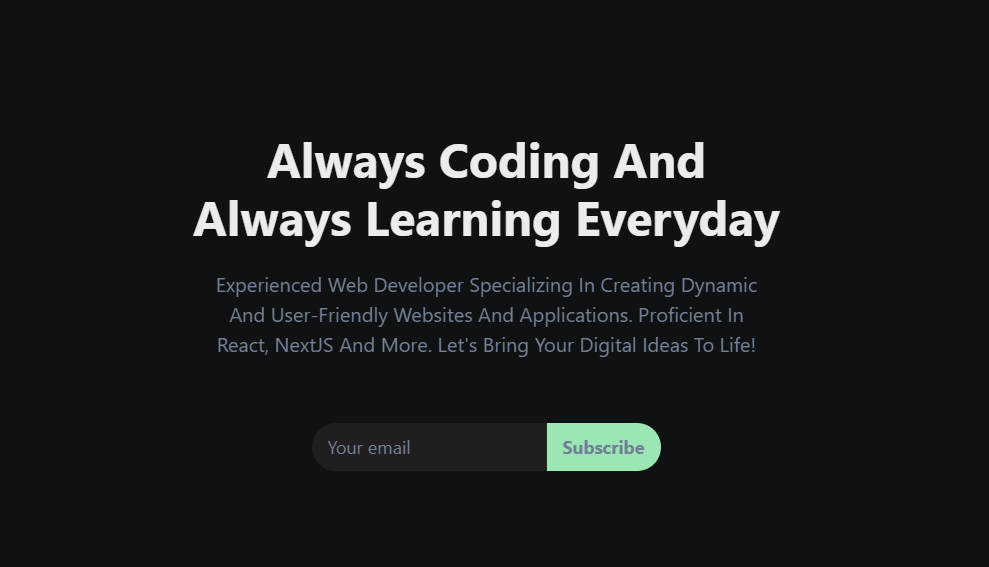 Always Coding And
Always Learning Everyday
Experienced Web Developer Specializing In Creating Dynamic
And User-Friendly Websites And Applications. Proficient In
React, NextJS And More. Let's Bring Your Digital Ideas To Life!
Your email
Subscribe